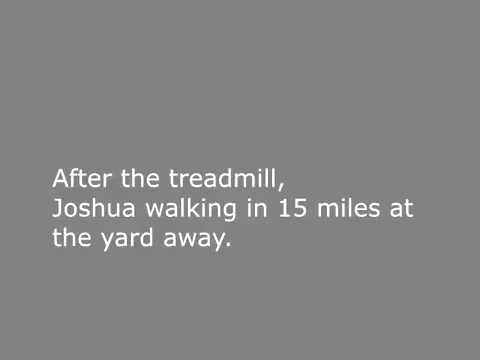 After the treadmill,
Joshua walking in 15 miles at
the yard away.